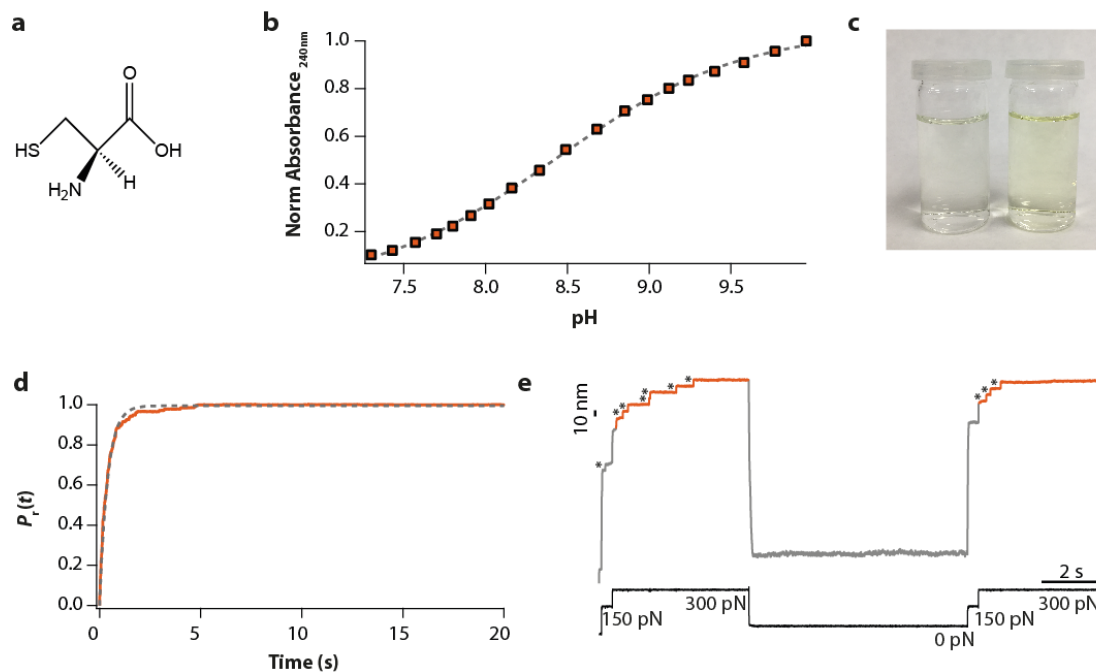 a
O
HS
OH
H₂N
H
b
Norm Absorbance 240nm
1.0
0.8
0.6
0.4
0.2
7.5 8.0 8.5 9.0 9.5
pH
c
d
Pr(t)
1.0
0.8
0.6
0.4
0.2
0.0
0 5 10 15 20
Time (s)
e
10 nm
* * * * * * *
* * *
2 s
150 pN 300 pN 0 pN 150 pN 300 pN